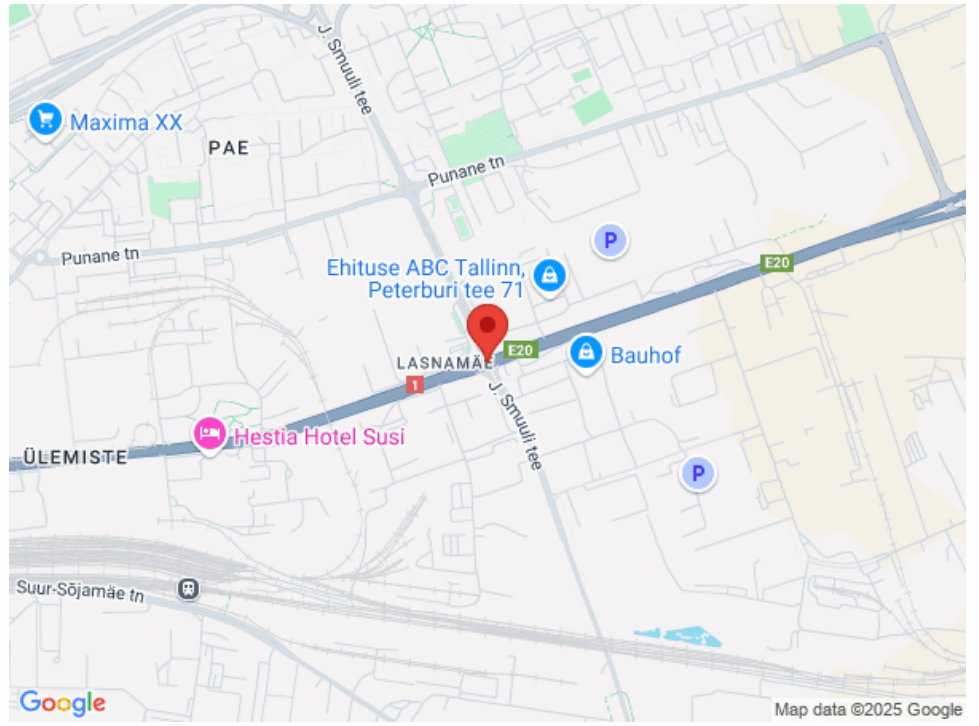 J. Smuuli tee
Maxima XX
PAE
Punane tn
Punane tn
P
Ehituse ABC Tallinn,
Peterburi tee 71
E20
LASNAMÄE
E20
Bauhof
1
J. Smuuli tee
Hestia Hotel Susi
ÜLEMISTE
P
Suur-Sõjamäe tn
Google
Map data ©2025 Google